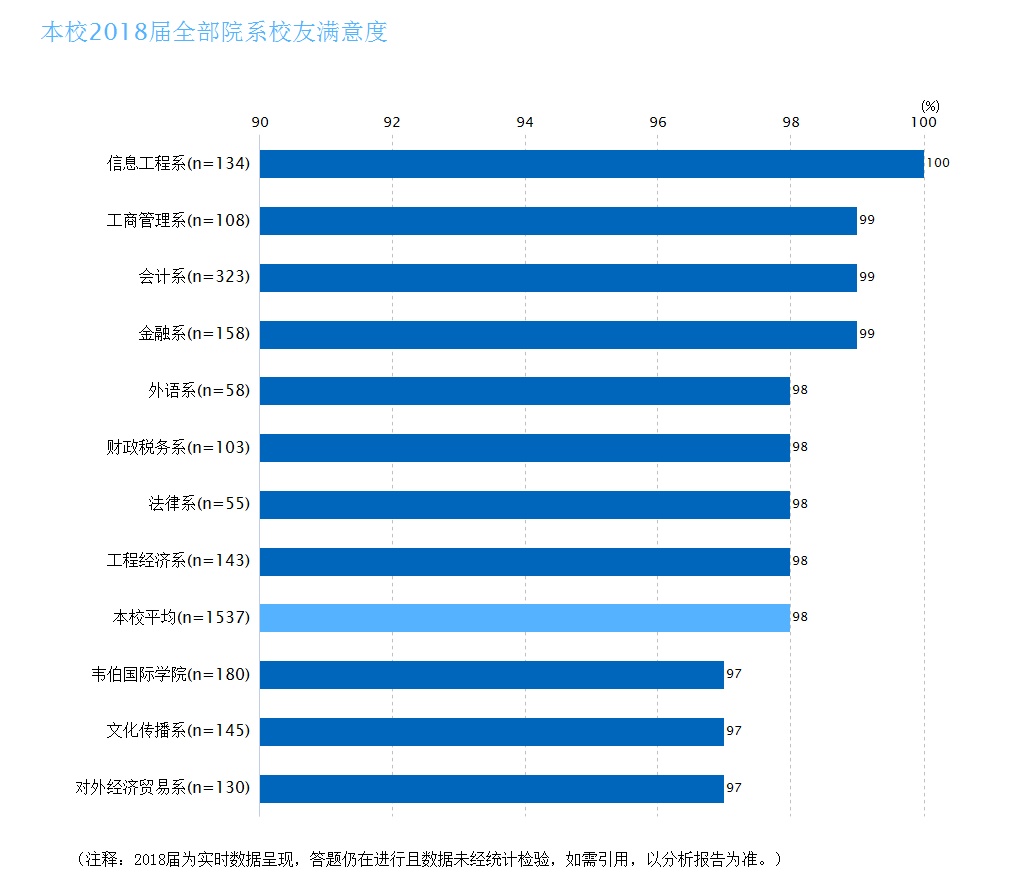 本校2018届全部院系校友满意度
(%)
90 92 94 96 98 100
信息工程系(n=134) 100
工商管理系(n=108) 99
会计系(n=323) 99
金融系(n=158) 99
外语系(n=58) 98
财政税务系(n=103) 98
法律系(n=55) 98
工程经济系(n=143) 98
本校平均(n=1537) 98
韦伯国际学院(n=180) 97
文化传播系(n=145) 97
对外经济贸易系(n=130) 97
（注释：2018届为实时数据呈现，答题仍在进行且数据未经统计检验，如需引用，以分析报告为准。）